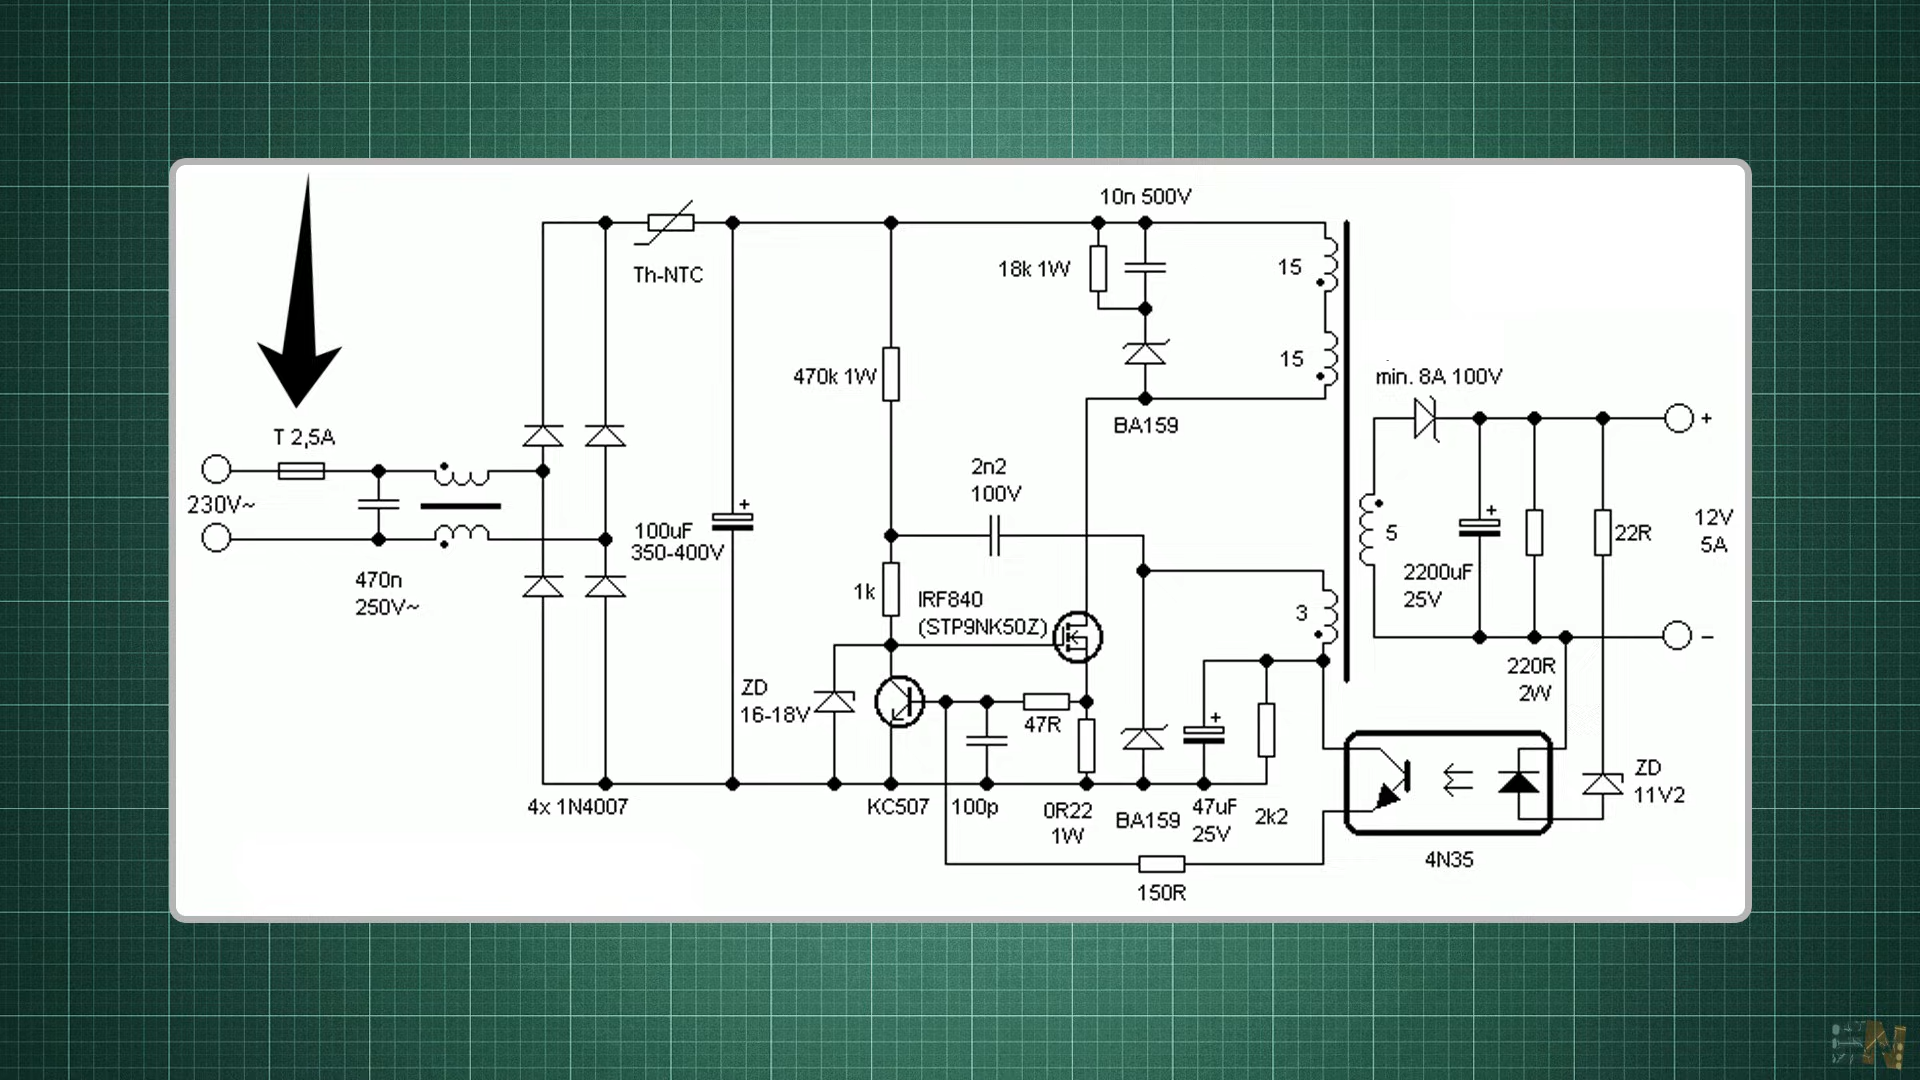 10n 500V
18k 1W
15
Th-NTC
15
470k 1W
min. 8A 100V
BA159
+
T 2,5A
2n2
100V
230V~
+
+
100uF
350-400V
5
22R
12V
5A
470n
250V~
1k
IRF840
(STP9NK50Z)
2200uF
25V
3
−
220R
2W
ZD
16-18V
47R
+
ZD
11V2
4x 1N4007
KC507
100p
0R22
1W
BA159
47uF
25V
2k2
4N35
150R